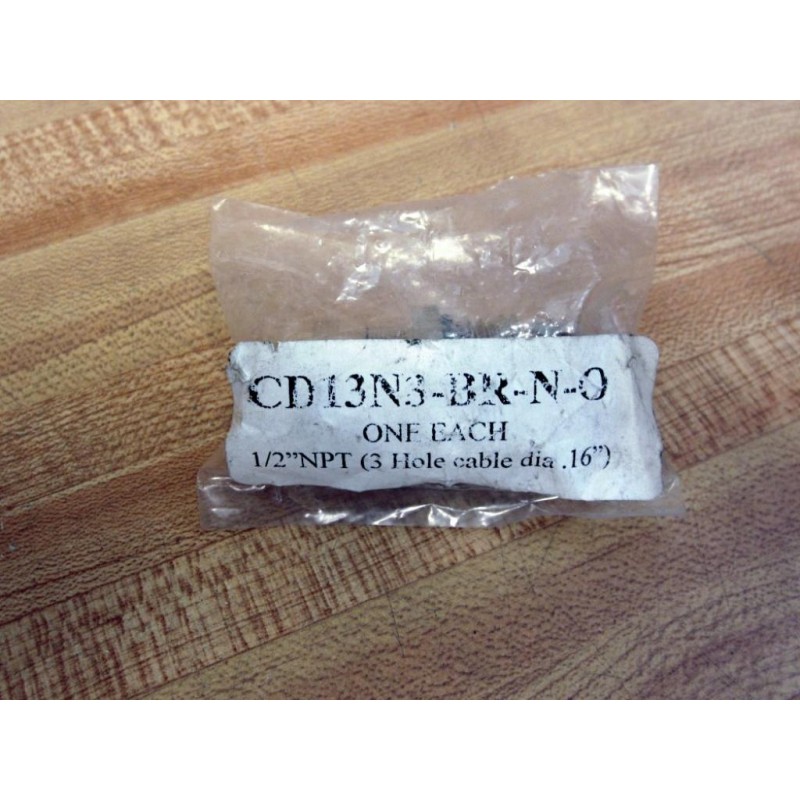 CD13N3-BR-N-0
ONE EACH
1/2"NPT (3 Hole cable dia .16")